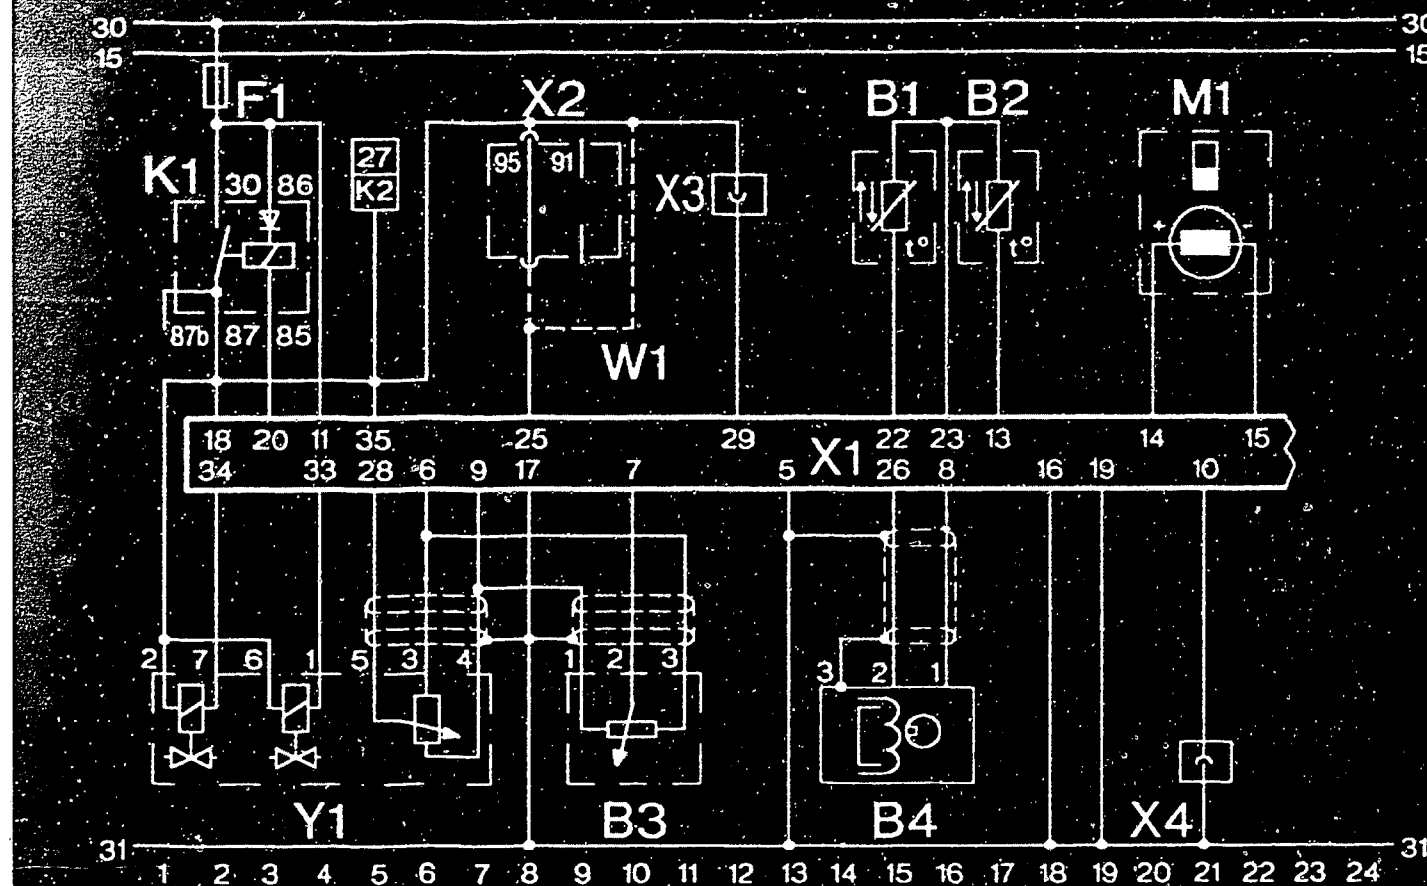 30 30
15 15
F1 X2 B1 B2 M1
27
K1 30 86 K2 95 91 X3
t° t°
+ -
87b 87 85
W1
18 20 11 35 25 29 22 23 13 14 15
X1
34 33 28 6 9 17 7 5 26 8 16 19 10
2 7 6 1 5 3 4 1 2 3 3 2 1
Y1 B3 B4 X4
31 31
1 2 3 4 5 6 7 8 9 10 11 12 13 14 15 16 17 18 19 20 21 22 23 24